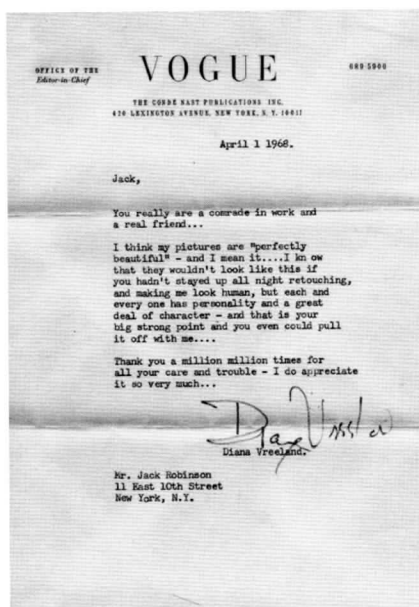 VOGUE
OFFICE OF THE
Editor-in-Chief
689 5900
THE CONDE NAST PUBLICATIONS INC.
420 LEXINGTON AVENUE, NEW YORK, N. Y. 10017
April 1 1968.
Jack,
You really are a comrade in work and
a real friend...
I think my pictures are "perfectly
beautiful" - and I mean it....I kn ow
that they wouldn't look like this if
you hadn't stayed up all night retouching,
and making me look human, but each and
every one has personality and a great
deal of character - and that is your
big strong point and you even could pull
it off with me....
Thank you a million million times for
all your care and trouble - I do appreciate
it so very much...
Diana Vreeland
Diana Vreeland.
Mr. Jack Robinson
11 East 10th Street
New York, N.Y.